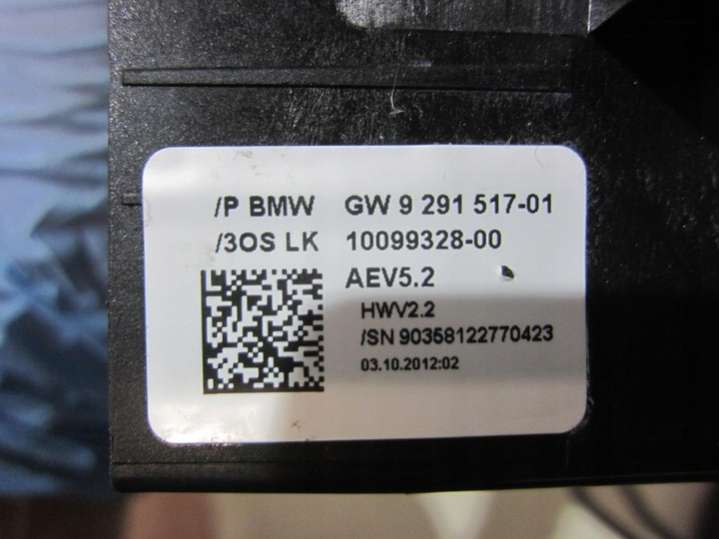 /P BMW GW 9 291 517-01
/3OS LK 10099328-00
AEV5.2
HWV2.2
/SN 90358122770423
03.10.2012:02